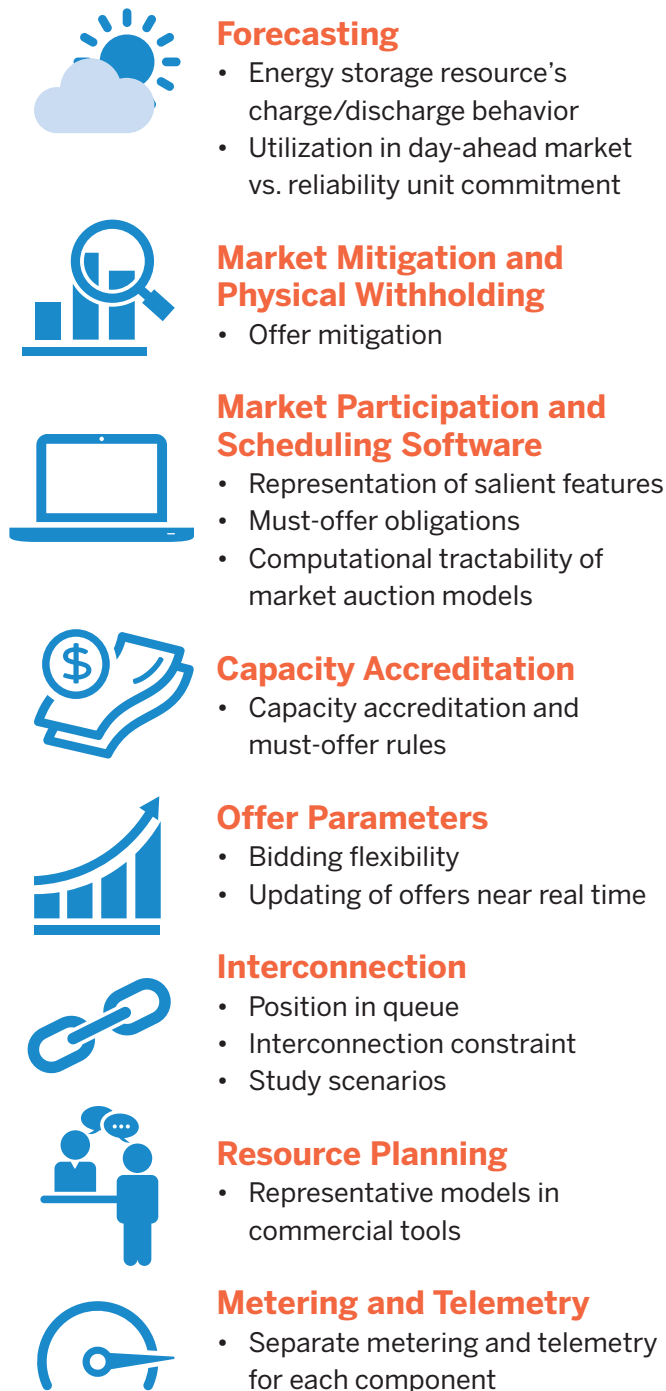 Forecasting
• Energy storage resource's
charge/discharge behavior
• Utilization in day-ahead market
vs. reliability unit commitment
Market Mitigation and
Physical Withholding
• Offer mitigation
Market Participation and
Scheduling Software
• Representation of salient features
• Must-offer obligations
• Computational tractability of
market auction models
$
Capacity Accreditation
• Capacity accreditation and
must-offer rules
Offer Parameters
• Bidding flexibility
• Updating of offers near real time
Interconnection
• Position in queue
• Interconnection constraint
• Study scenarios
Resource Planning
• Representative models in
commercial tools
Metering and Telemetry
• Separate metering and telemetry
for each component